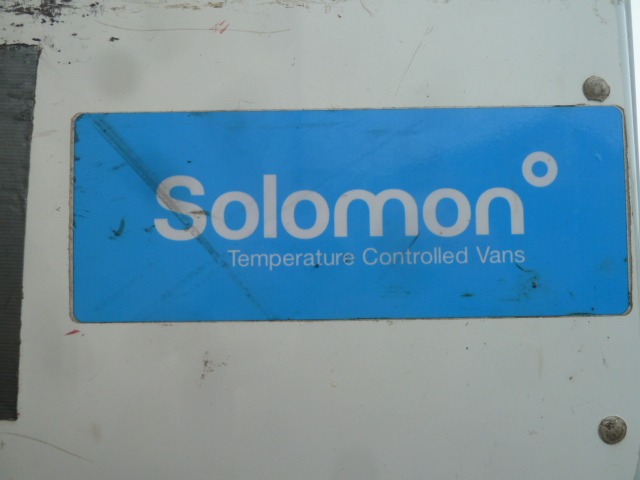 Solomon°
Temperature Controlled Vans